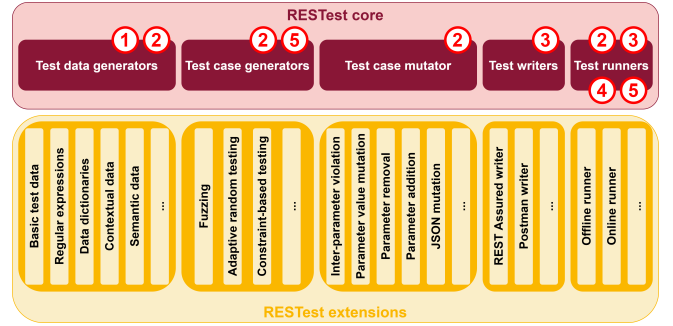 RESTest core
1 2
2 5
2
3
2 3
Test data generators
Test case generators
Test case mutator
Test writers
Test runners
4 5
Basic test data
Regular expressions
Data dictionaries
Contextual data
Semantic data
...
Fuzzing
Adaptive random testing
Constraint-based testing
...
Inter-parameter violation
Parameter value mutation
Parameter removal
Parameter addition
JSON mutation
...
REST Assured writer
Postman writer
...
Offline runner
Online runner
...
RESTest extensions